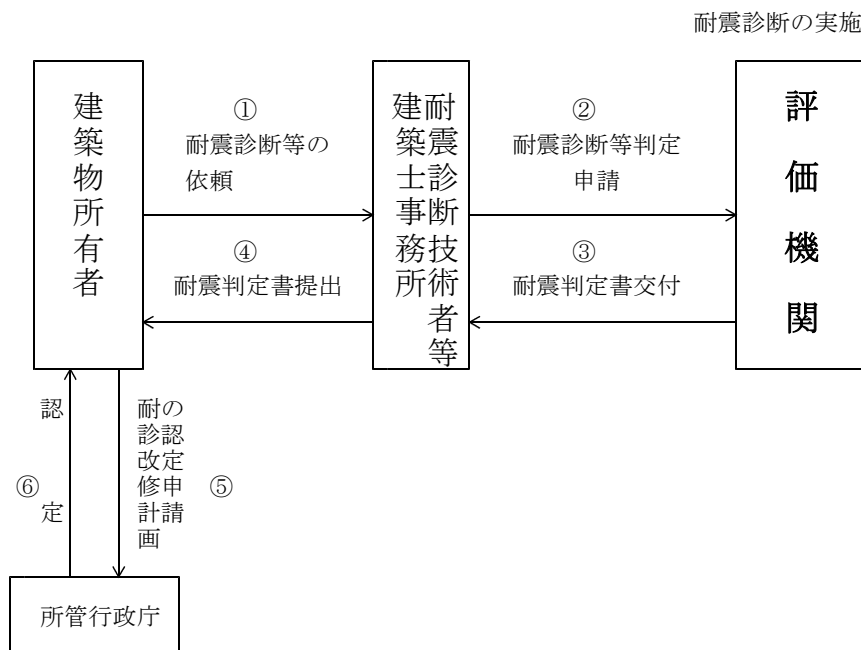 耐震診断の実施
建築物所有者
①
耐震診断等の
依頼
耐震診断技術者等
建築士事務所
②
耐震診断等判定
申請
評価機関
④
耐震判定書提出
③
耐震判定書交付
認定
⑥
の認定申請
耐診改修計画
⑤
所管行政庁